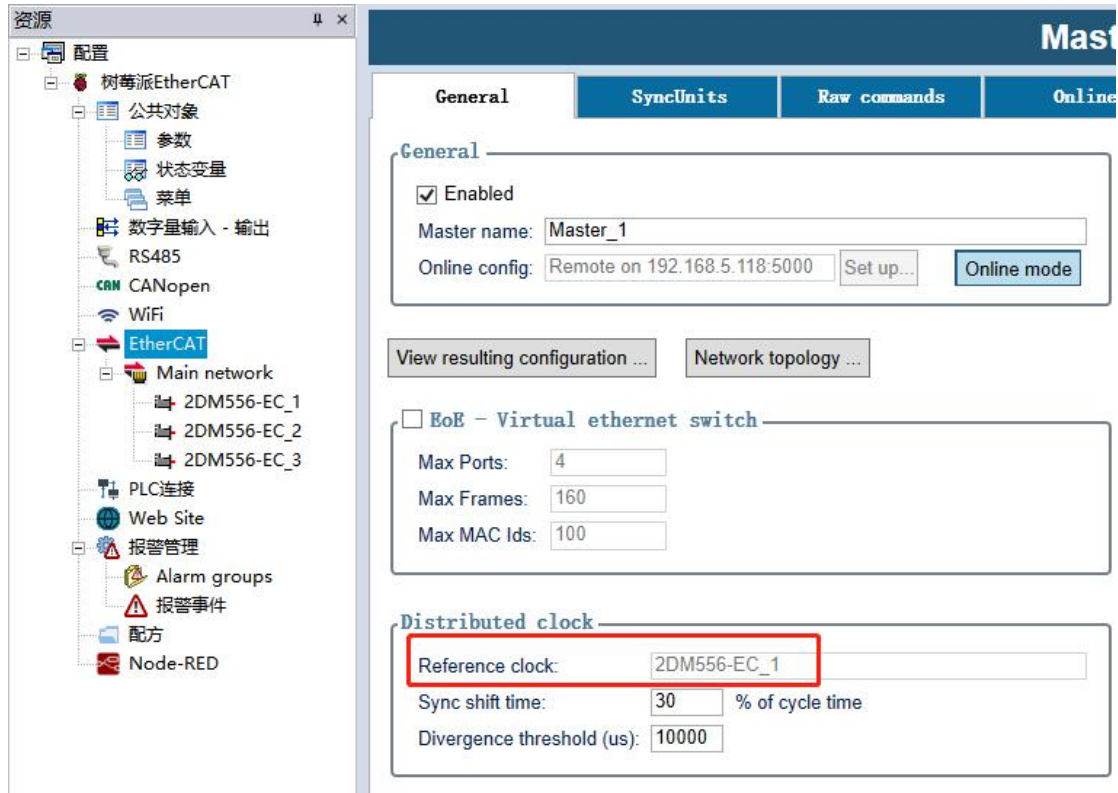 资源
配置
树莓派EtherCAT
公共对象
参数
状态变量
菜单
数字量输入 - 输出
RS485
CAN CANopen
WiFi
EtherCAT
Main network
2DM556-EC_1
2DM556-EC_2
2DM556-EC_3
PLC连接
Web Site
报警管理
Alarm groups
报警事件
配方
Node-RED
Mast
General SyncUnits Raw commands Online
General
Enabled
Master name: Master_1
Online config: Remote on 192.168.5.118:5000 Set up... Online mode
View resulting configuration ... Network topology ...
EoE - Virtual ethernet switch
Max Ports: 4
Max Frames: 160
Max MAC Ids: 100
Distributed clock
Reference clock: 2DM556-EC_1
Sync shift time: 30 % of cycle time
Divergence threshold (us): 10000